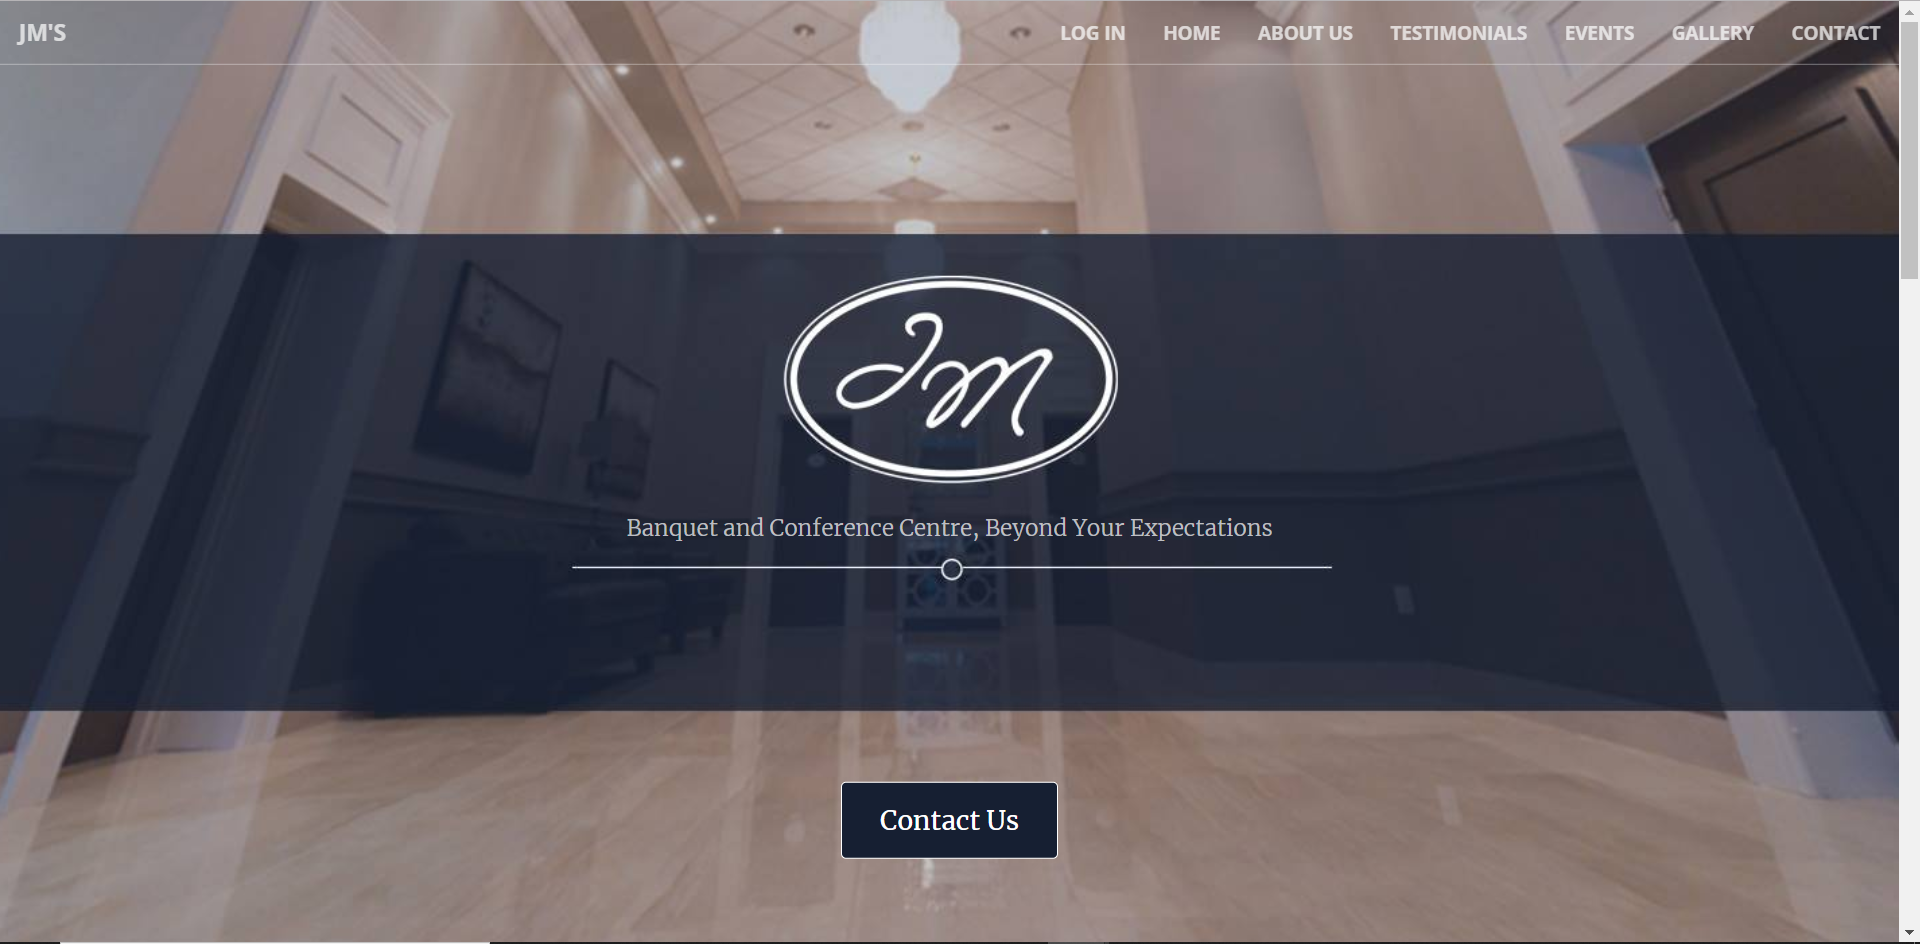 JM'S
LOG IN HOME ABOUT US TESTIMONIALS EVENTS GALLERY CONTACT
JM
Banquet and Conference Centre, Beyond Your Expectations
Contact Us